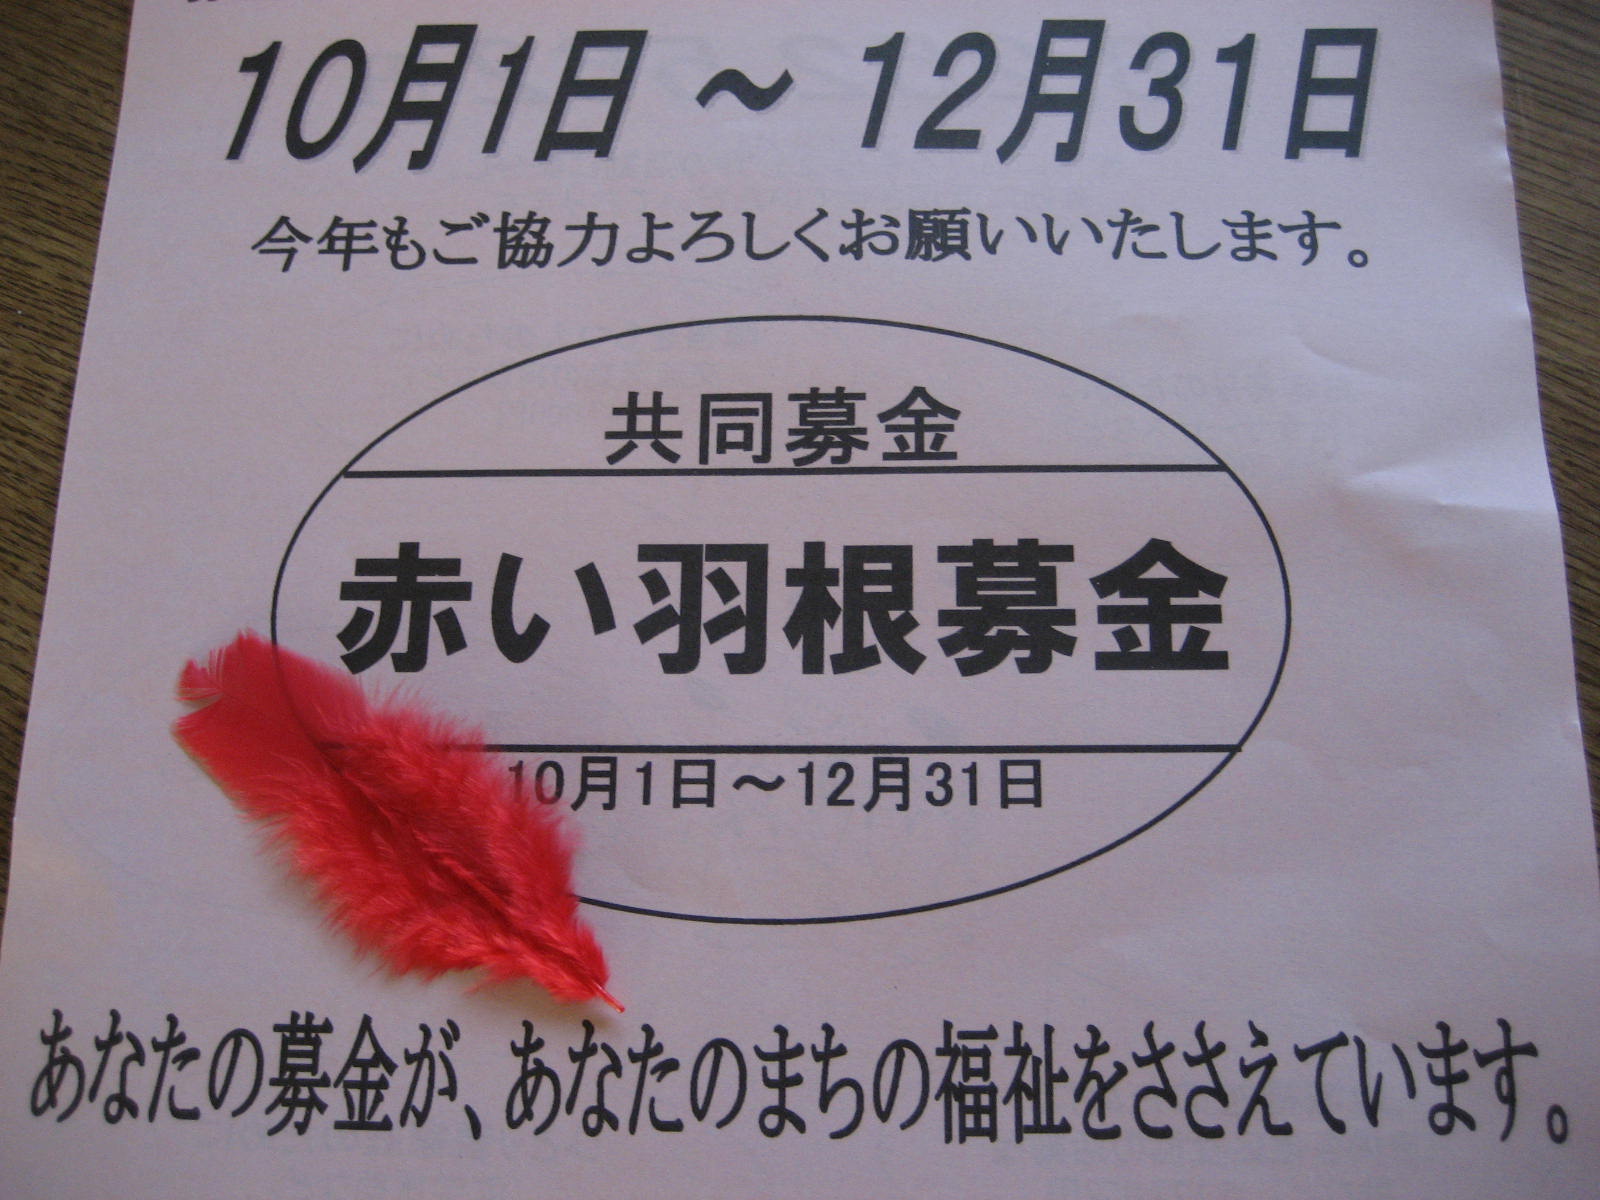 10月1日 ～ 12月31日
今年もご協力よろしくお願いいたします。
共同募金
赤い羽根募金
10月1日～12月31日
あなたの募金が、あなたのまちの福祉をささえています。